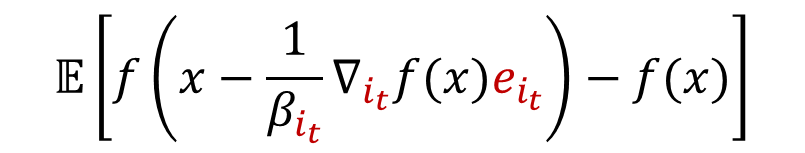 𝔼[f(x − 1/β_{i_t} ∇_{i_t} f(x)e_{i_t}) − f(x)]